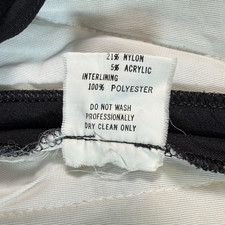 21% NYLON
5% ACRYLIC
INTERLINING
100% POLYESTER
DO NOT WASH
PROFESSIONALLY
DRY CLEAN ONLY